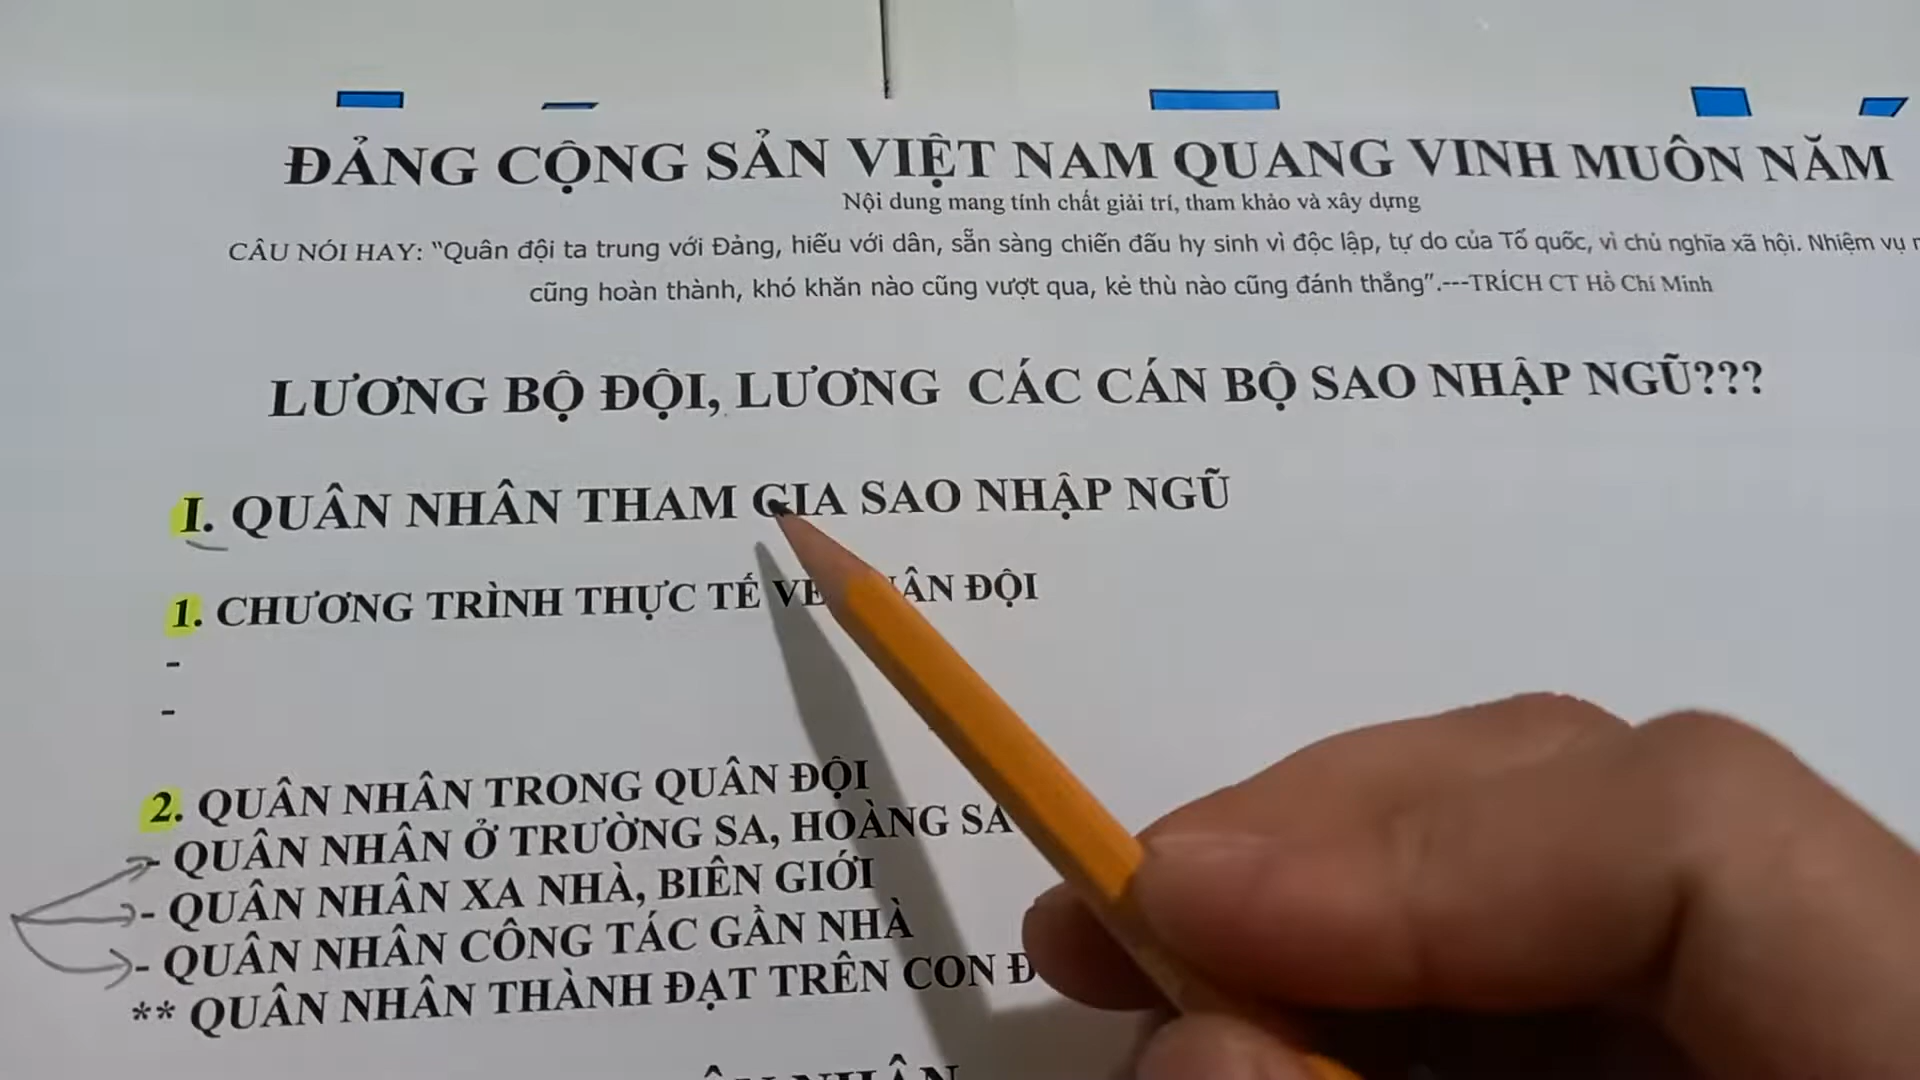 ĐẢNG CỘNG SẢN VIỆT NAM QUANG VINH MUÔN NĂM
Nội dung mang tính chất giải trí, tham khảo và xây dựng
CÂU NÓI HAY: “Quân đội ta trung với Đảng, hiếu với dân, sẵn sàng chiến đấu hy sinh vì độc lập, tự do của Tổ quốc, vì chủ nghĩa xã hội. Nhiệm vụ
cũng hoàn thành, khó khăn nào cũng vượt qua, kẻ thù nào cũng đánh thắng”.---TRÍCH CT Hồ Chí Minh
LƯƠNG BỘ ĐỘI, LƯƠNG CÁC CÁN BỘ SAO NHẬP NGŨ???
I. QUÂN NHÂN THAM GIA SAO NHẬP NGŨ
1. CHƯƠNG TRÌNH THỰC TẾ ĐỘI
-
-
2. QUÂN NHÂN TRONG QUÂN ĐỘI
- QUÂN NHÂN Ở TRƯỜNG SA, HOÀNG SA
- QUÂN NHÂN XA NHÀ, BIÊN GIỚI
- QUÂN NHÂN CÔNG TÁC GẦN NHÀ
** QUÂN NHÂN THÀNH ĐẠT TRÊN CON